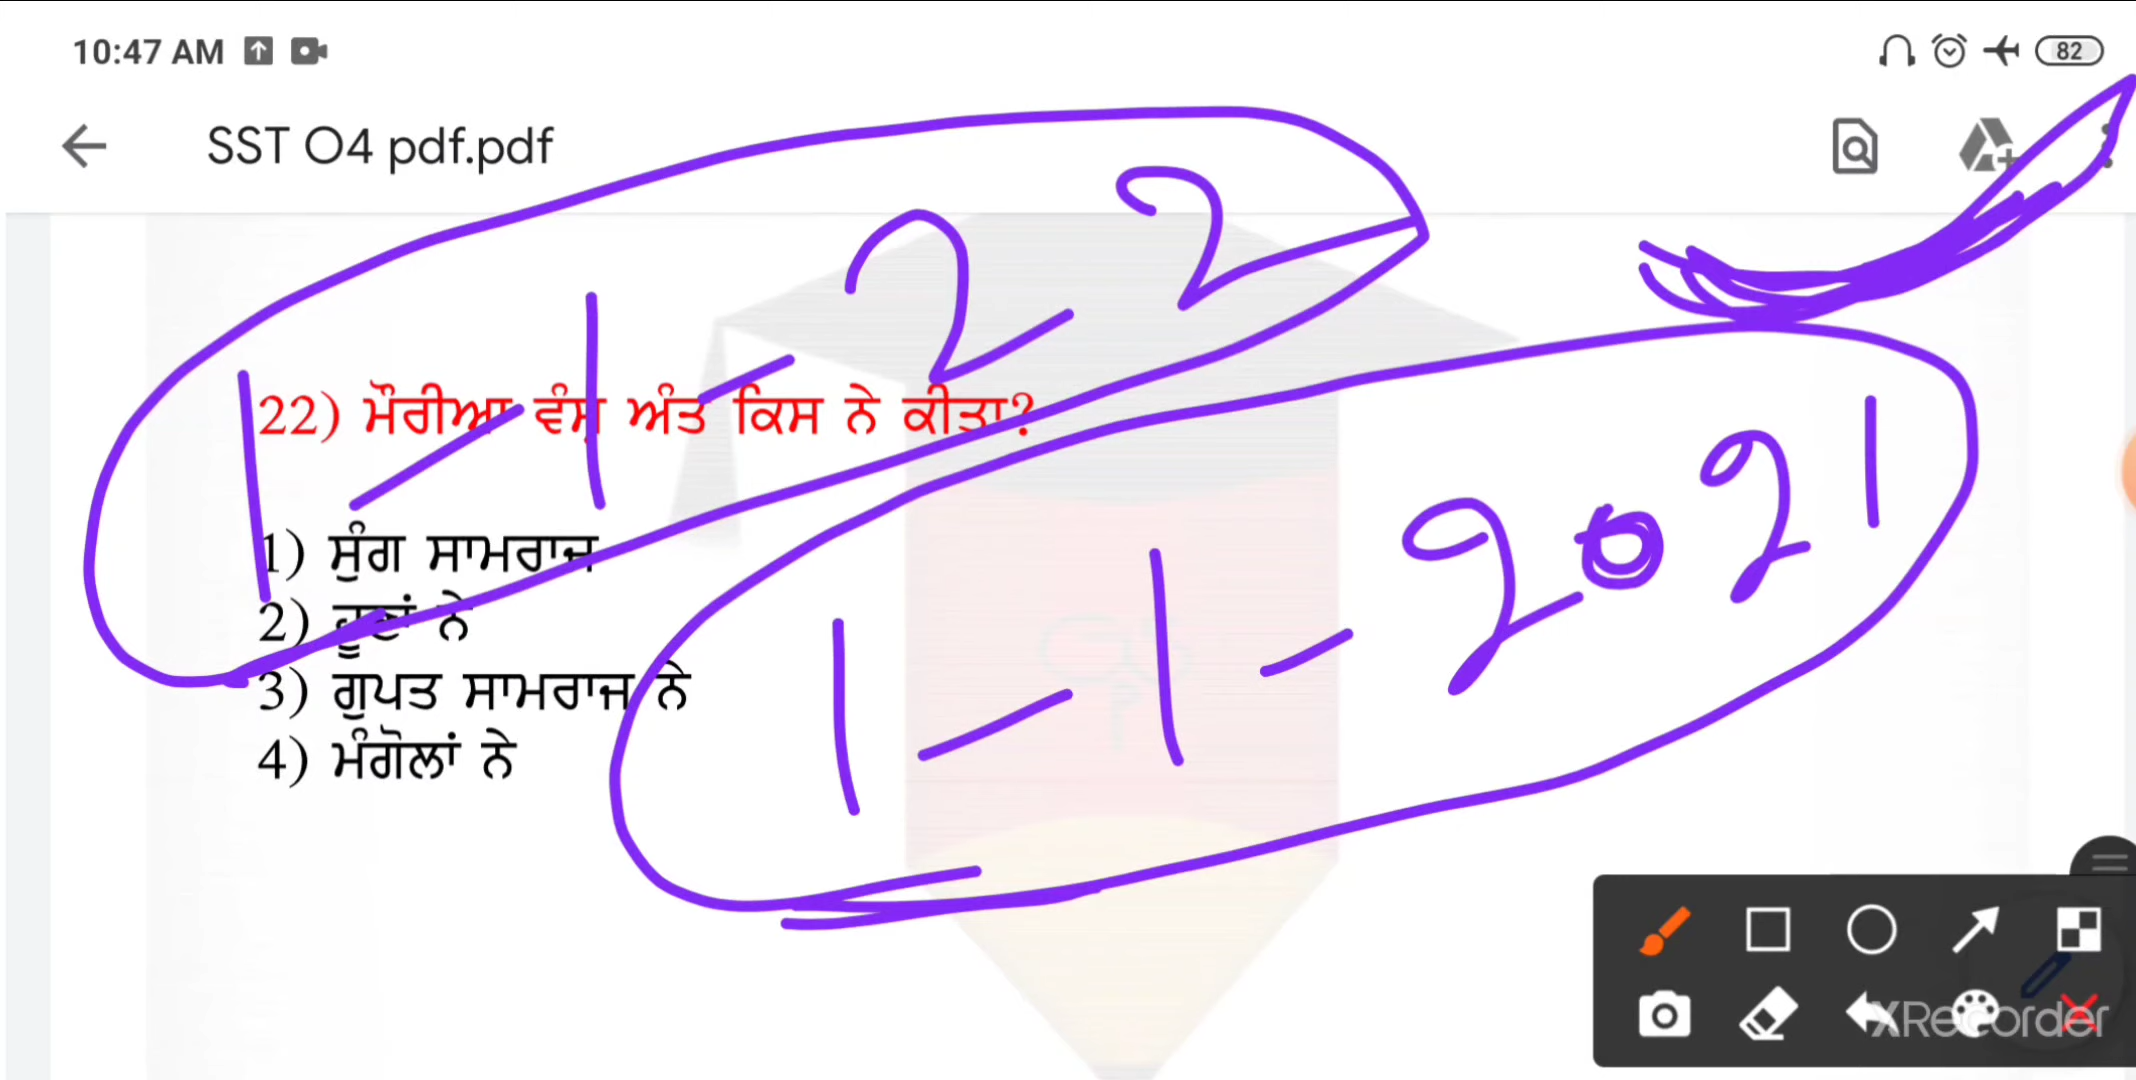 10:47 AM
82
SST 04 pdf.pdf
1-1-22
22) ਮੌਰੀਆ ਵੰਸ਼ ਅੰਤ ਕਿਸ ਨੇ ਕੀਤਾ?
1) ਸੁੰਗ ਸਾਮਰਾਜ
2) ਹੂਣਾਂ ਨੇ
3) ਗੁਪਤ ਸਾਮਰਾਜ ਨੇ
4) ਮੰਗੋਲਾਂ ਨੇ
1-1-2021
XRecorder